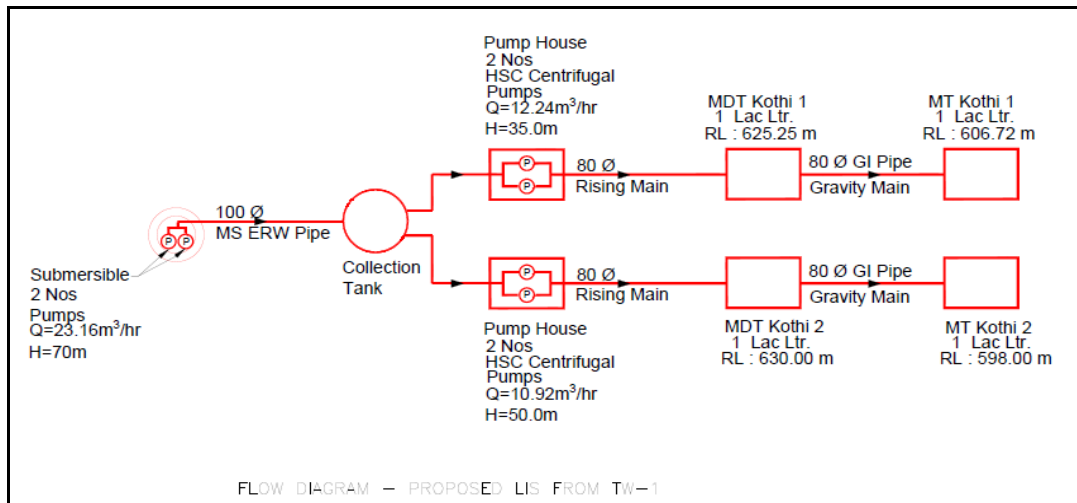 Pump House
2 Nos
HSC Centrifugal
Pumps
Q=12.24m³/hr
H=35.0m
MDT Kothi 1
1 Lac Ltr.
RL : 625.25 m
MT Kothi 1
1 Lac Ltr.
RL : 606.72 m
P
P
80 Ø
Rising Main
80 Ø GI Pipe
Gravity Main
100 Ø
MS ERW Pipe
P P
Submersible
2 Nos
Pumps
Q=23.16m³/hr
H=70m
Collection
Tank
P
P
80 Ø
Rising Main
80 Ø GI Pipe
Gravity Main
Pump House
2 Nos
HSC Centrifugal
Pumps
Q=10.92m³/hr
H=50.0m
MDT Kothi 2
1 Lac Ltr.
RL : 630.00 m
MT Kothi 2
1 Lac Ltr.
RL : 598.00 m
FLOW DIAGRAM – PROPOSED LIS FROM TW–1